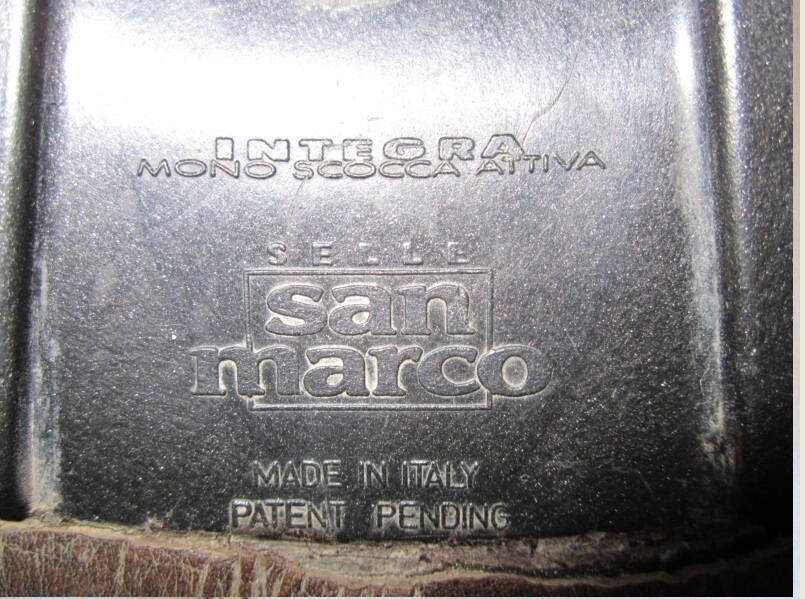 INTEGRA
MONO SCOCCA ATTIVA
SELLE
san
marco
MADE IN ITALY
PATENT PENDING